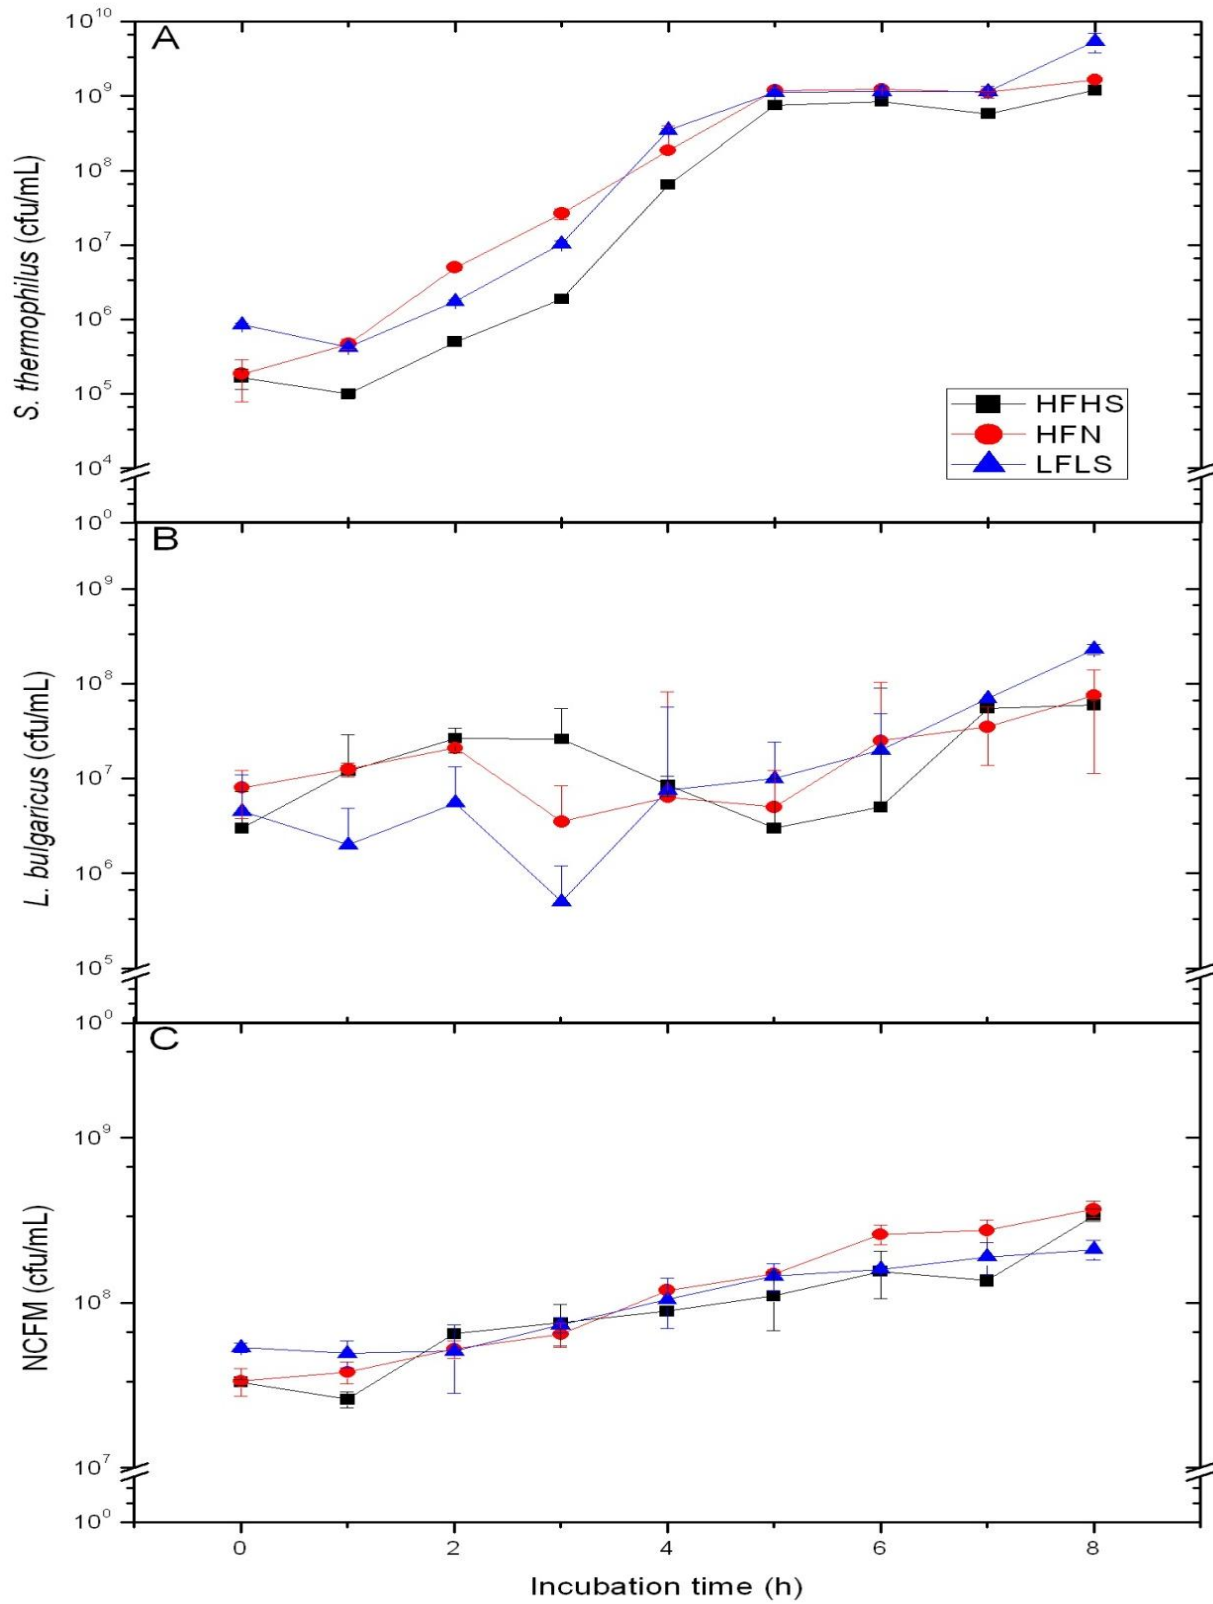 A
S. thermophilus (cfu/mL)
10¹⁰
10⁹
10⁸
10⁷
10⁶
10⁵
10⁴
10⁰
HFHS
HFN
LFLS
B
L. bulgaricus (cfu/mL)
10⁹
10⁸
10⁷
10⁶
10⁵
10⁰
C
NCFM (cfu/mL)
10⁹
10⁸
10⁷
10⁰
0 2 4 6 8
Incubation time (h)